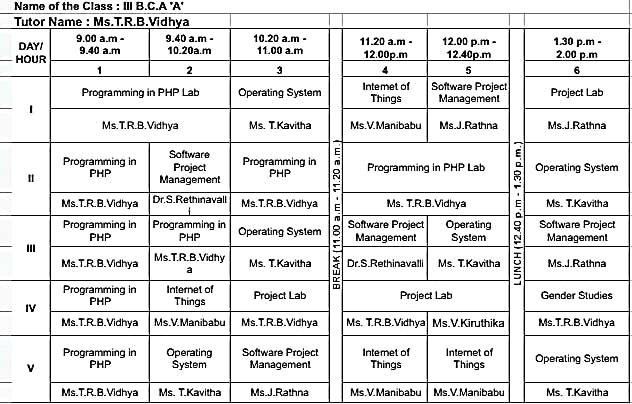 Name of the Class : III B.C.A 'A'
Tutor Name : Ms.T.R.B.Vidhya
DAY/ HOUR 9.00 a.m - 9.40 a.m 9.40 a.m - 10.20a.m 10.20 a.m - 11.00 a.m BREAK (11.00 a.m - 11.20 a.m) 11.20 a.m - 12.00p.m 12.00 p.m - 12.40p.m LUNCH (12.40 p.m - 1.30 p.m.) 1.30 p.m - 2.00 p.m
1 2 3 4 5 6
I Programming in PHP Lab Operating System Internet of Things Software Project Management Project Lab
Ms.T.R.B.Vidhya Ms. T.Kavitha Ms.V.Manibabu Ms.J.Rathna Ms.J.Rathna
II Programming in PHP Software Project Management Programming in PHP Programming in PHP Lab Operating System
Ms.T.R.B.Vidhya Dr.S.Rethinavalli Ms.T.R.B.Vidhya Ms. T.R.B.Vidhya Ms. T.Kavitha
III Programming in PHP Programming in PHP Operating System Software Project Management Operating System Software Project Management
Ms.T.R.B.Vidhya Ms.T.R.B.Vidhya Ms. T.Kavitha Dr.S.Rethinavalli Ms. T.Kavitha Ms.J.Rathna
IV Programming in PHP Internet of Things Project Lab Project Lab Gender Studies
Ms.T.R.B.Vidhya Ms.V.Manibabu Ms.T.R.B.Vidhya Ms. T.R.B.Vidhya Ms.V.Kiruthika Ms.T.R.B.Vidhya
V Programming in PHP Operating System Software Project Management Internet of Things Internet of Things Operating System
Ms.T.R.B.Vidhya Ms. T.Kavitha Ms.J.Rathna Ms.V.Manibabu Ms.V.Manibabu Ms. T.Kavitha